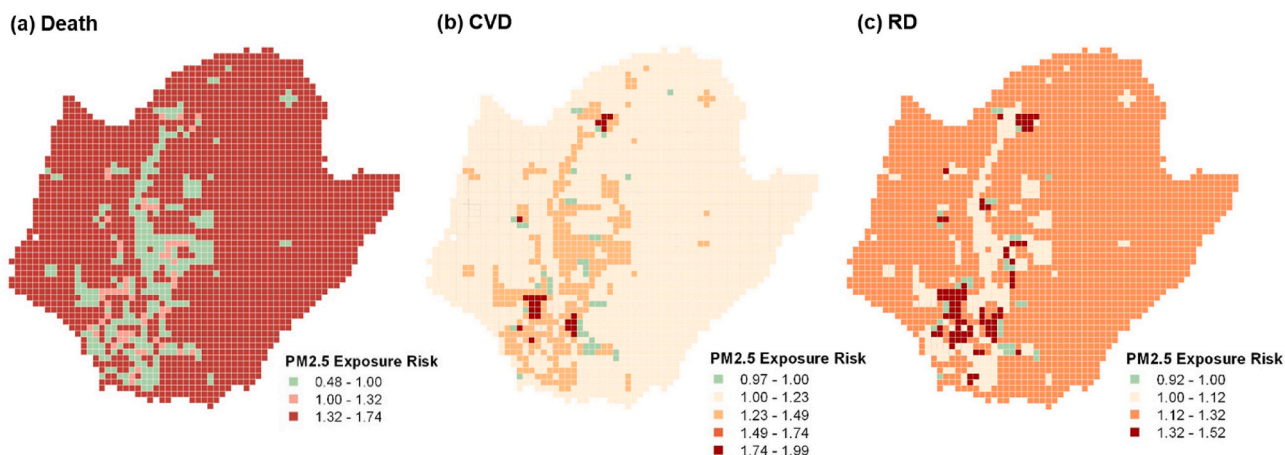 (a) Death
(b) CVD
(c) RD
PM2.5 Exposure Risk
0.48 - 1.00
1.00 - 1.32
1.32 - 1.74
PM2.5 Exposure Risk
0.97 - 1.00
1.00 - 1.23
1.23 - 1.49
1.49 - 1.74
1.74 - 1.99
PM2.5 Exposure Risk
0.92 - 1.00
1.00 - 1.12
1.12 - 1.32
1.32 - 1.52